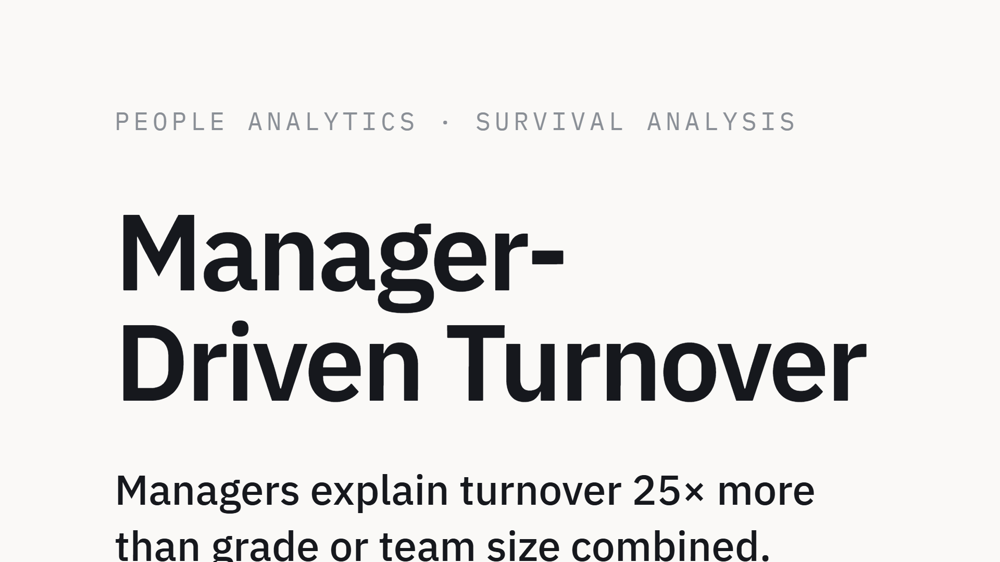 PEOPLE ANALYTICS · SURVIVAL ANALYSIS
Manager-
Driven Turnover
Managers explain turnover 25× more
than grade or team size combined.